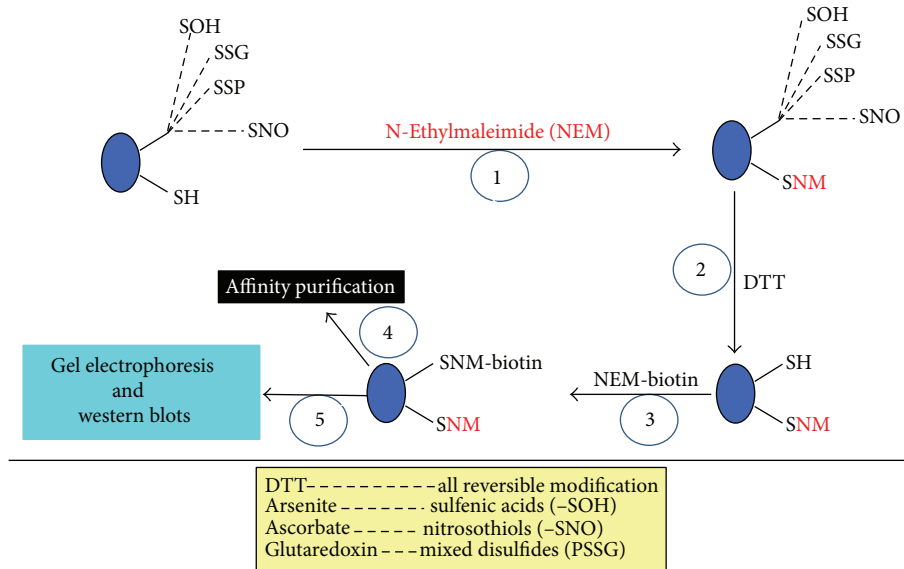 SOH
SSG
SSP
SNO
SH
N-Ethylmaleimide (NEM)
1
SOH
SSG
SSP
SNO
SNM
2
DTT
SH
SNM
NEM-biotin
3
SNM-biotin
SNM
4
Affinity purification
5
Gel electrophoresis
and
western blots
DTT----------all reversible modification
Arsenite-------- sulfenic acids (–SOH)
Ascorbate----- nitrosothiols (–SNO)
Glutaredoxin---mixed disulfides (PSSG)